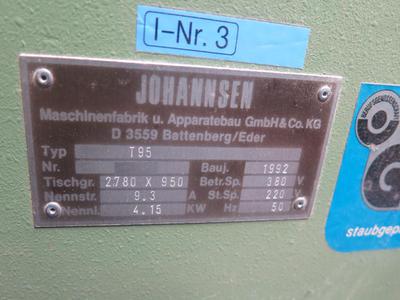 I-Nr. 3
JOHANNSEN
Maschinenfabrik u. Apparatebau GmbH & Co. KG
D 3559 Battenberg/Eder
Typ T95
Nr. Bauj. 1992
Tischgr. 2780 X 950 Betr.Sp. 380 V
Nennstr. 9.3 A St.Sp. 220 V
Nennl. 4.15 KW Hz 50
staubgeprü